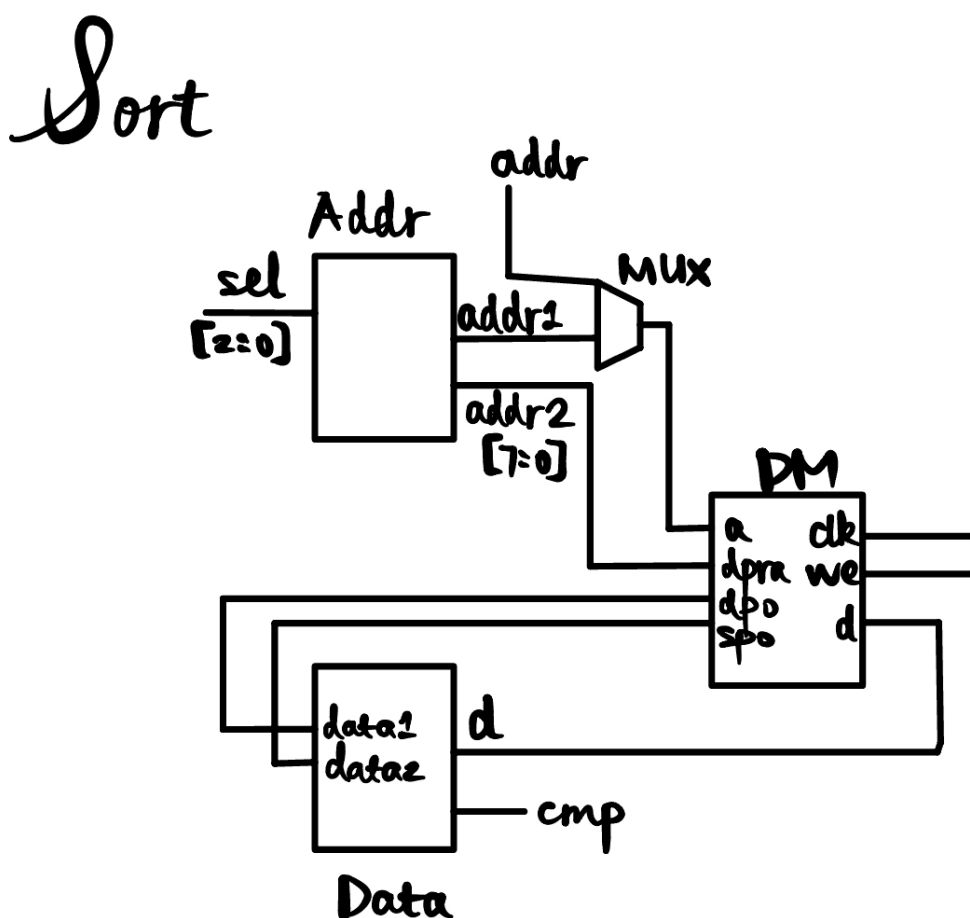 Sort
addr
Addr
MUX
sel
[2:0]
addr1
addr2
[7:0]
DM
a
clk
dpra
we
dpo
spo
d
data1
d
data2
cmp
Data